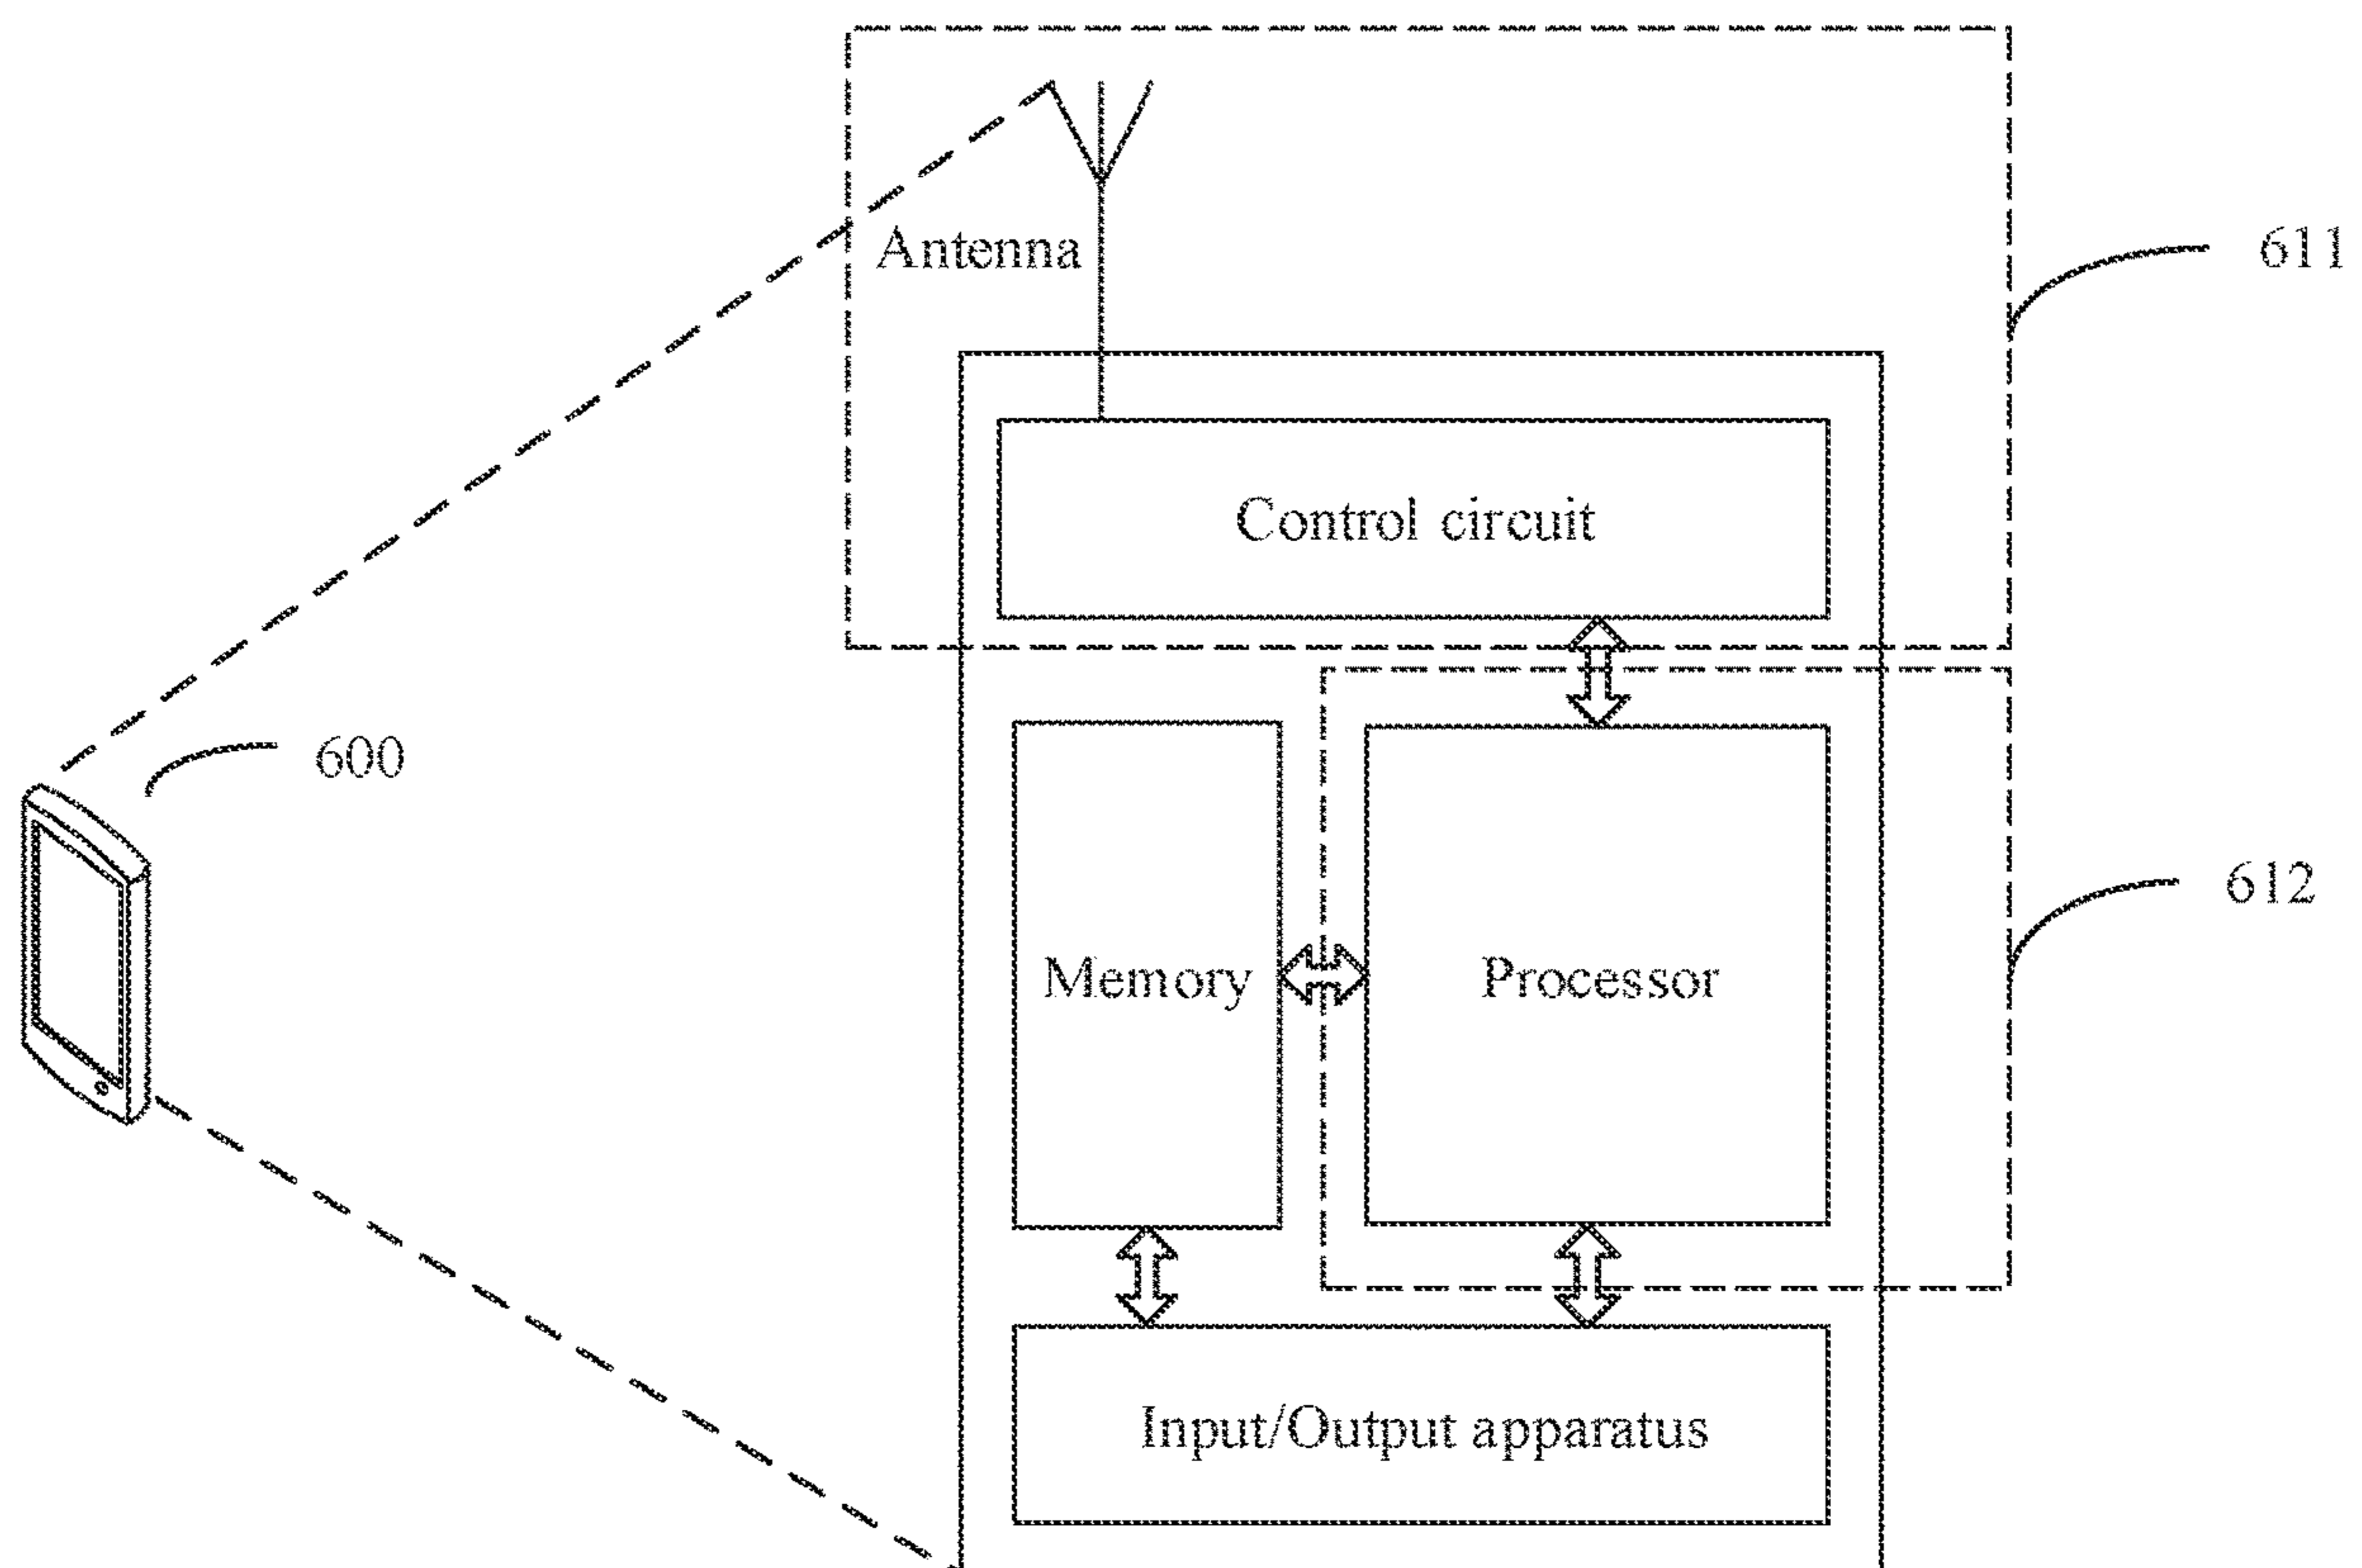 Antenna
611
Control circuit
600
612
Memory
Processor
Input/Output apparatus